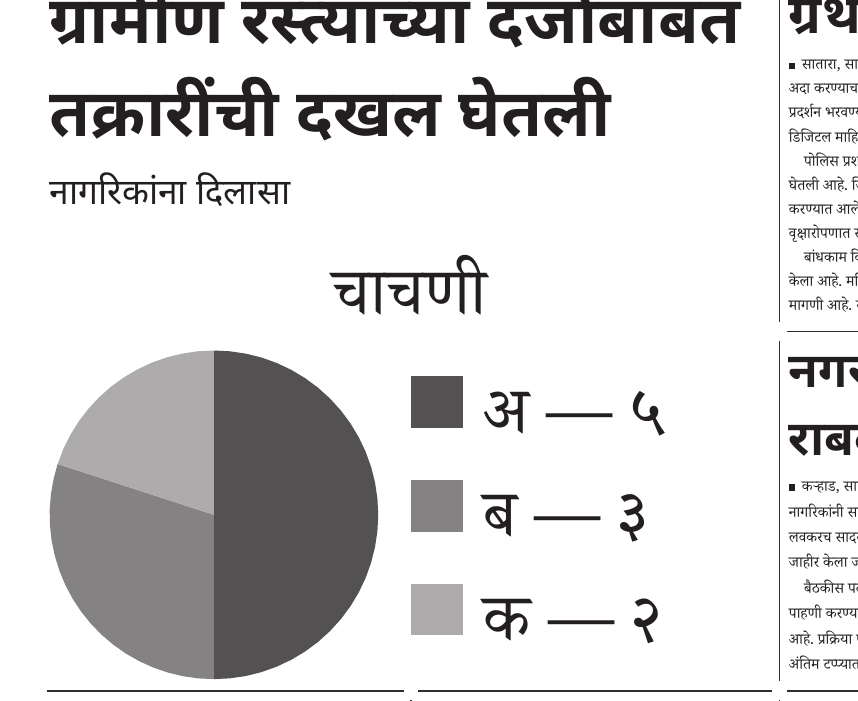 ग्रामीण रस्त्याच्या दर्जाबाबत
तक्रारींची दखल घेतली
नागरिकांना दिलासा
चाचणी
अ — ५
ब — ३
क — २
■ सातारा, सा
अदा करण्याच
प्रदर्शन भरवण्य
डिजिटल माहि
पोलिस प्रश
घेतली आहे.
करण्यात आले
वृक्षारोपणात
बांधकाम वि
केला आहे.
मागणी आहे.
नगर
राब
■ कऱ्हाड, सा
नागरिकांनी सा
लवकरच साद
जाहीर केला
बैठकीस
पाहणी करण्या
आहे. प्रक्रिया
अंतिम टप्प्यात